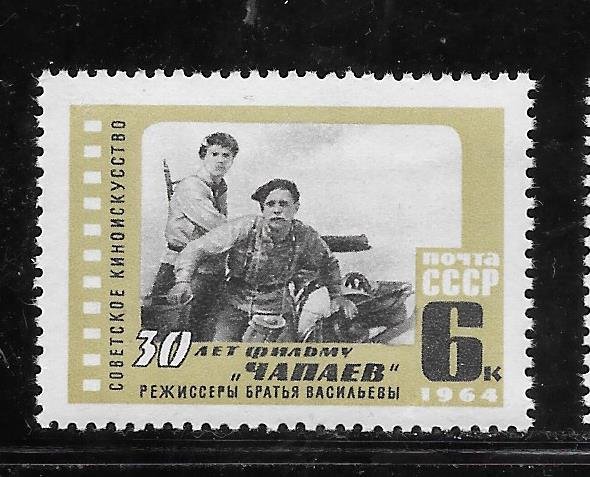 СОВЕТСКОЕ КИНОИСКУССТВО
30 ЛЕТ ФИЛЬМУ
„ЧАПАЕВ"
РЕЖИССЕРЫ БРАТЬЯ ВАСИЛЬЕВЫ
почта
СССР
6к
1964